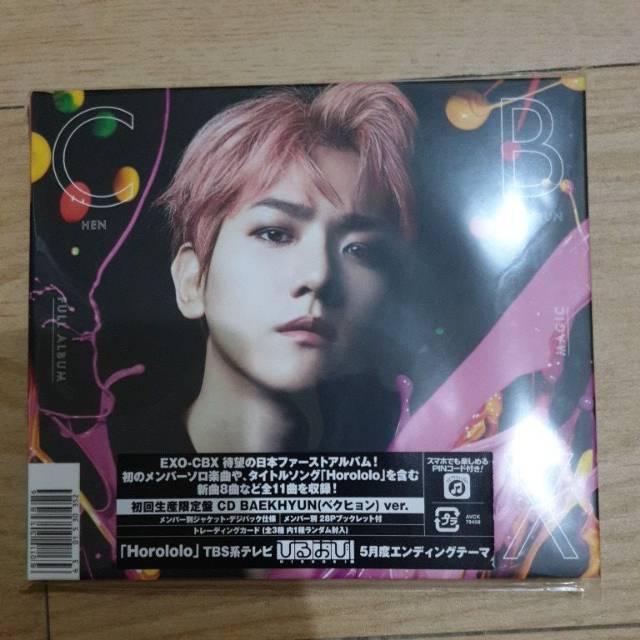 C
HEN
B
UN
FULL ALBUM
MAGIC
X
EXO-CBX 待望の日本ファーストアルバム!
初のメンバーソロ楽曲や、タイトルソング「Horololo」を含む
新曲8曲など全11曲を収録!
初回生産限定盤 CD BAEKHYUN(ベクヒョン) ver.
メンバー別ジャケット・デジパック仕様 メンバー別 28Pブックレット付
トレーディングカード (全3種 内1種ランダム封入)
「Horololo」TBS系テレビ ひるおび! 5月度エンディングテーマ
スマホでも楽しめる
PINコード付き!
プラ
AVCK
79458